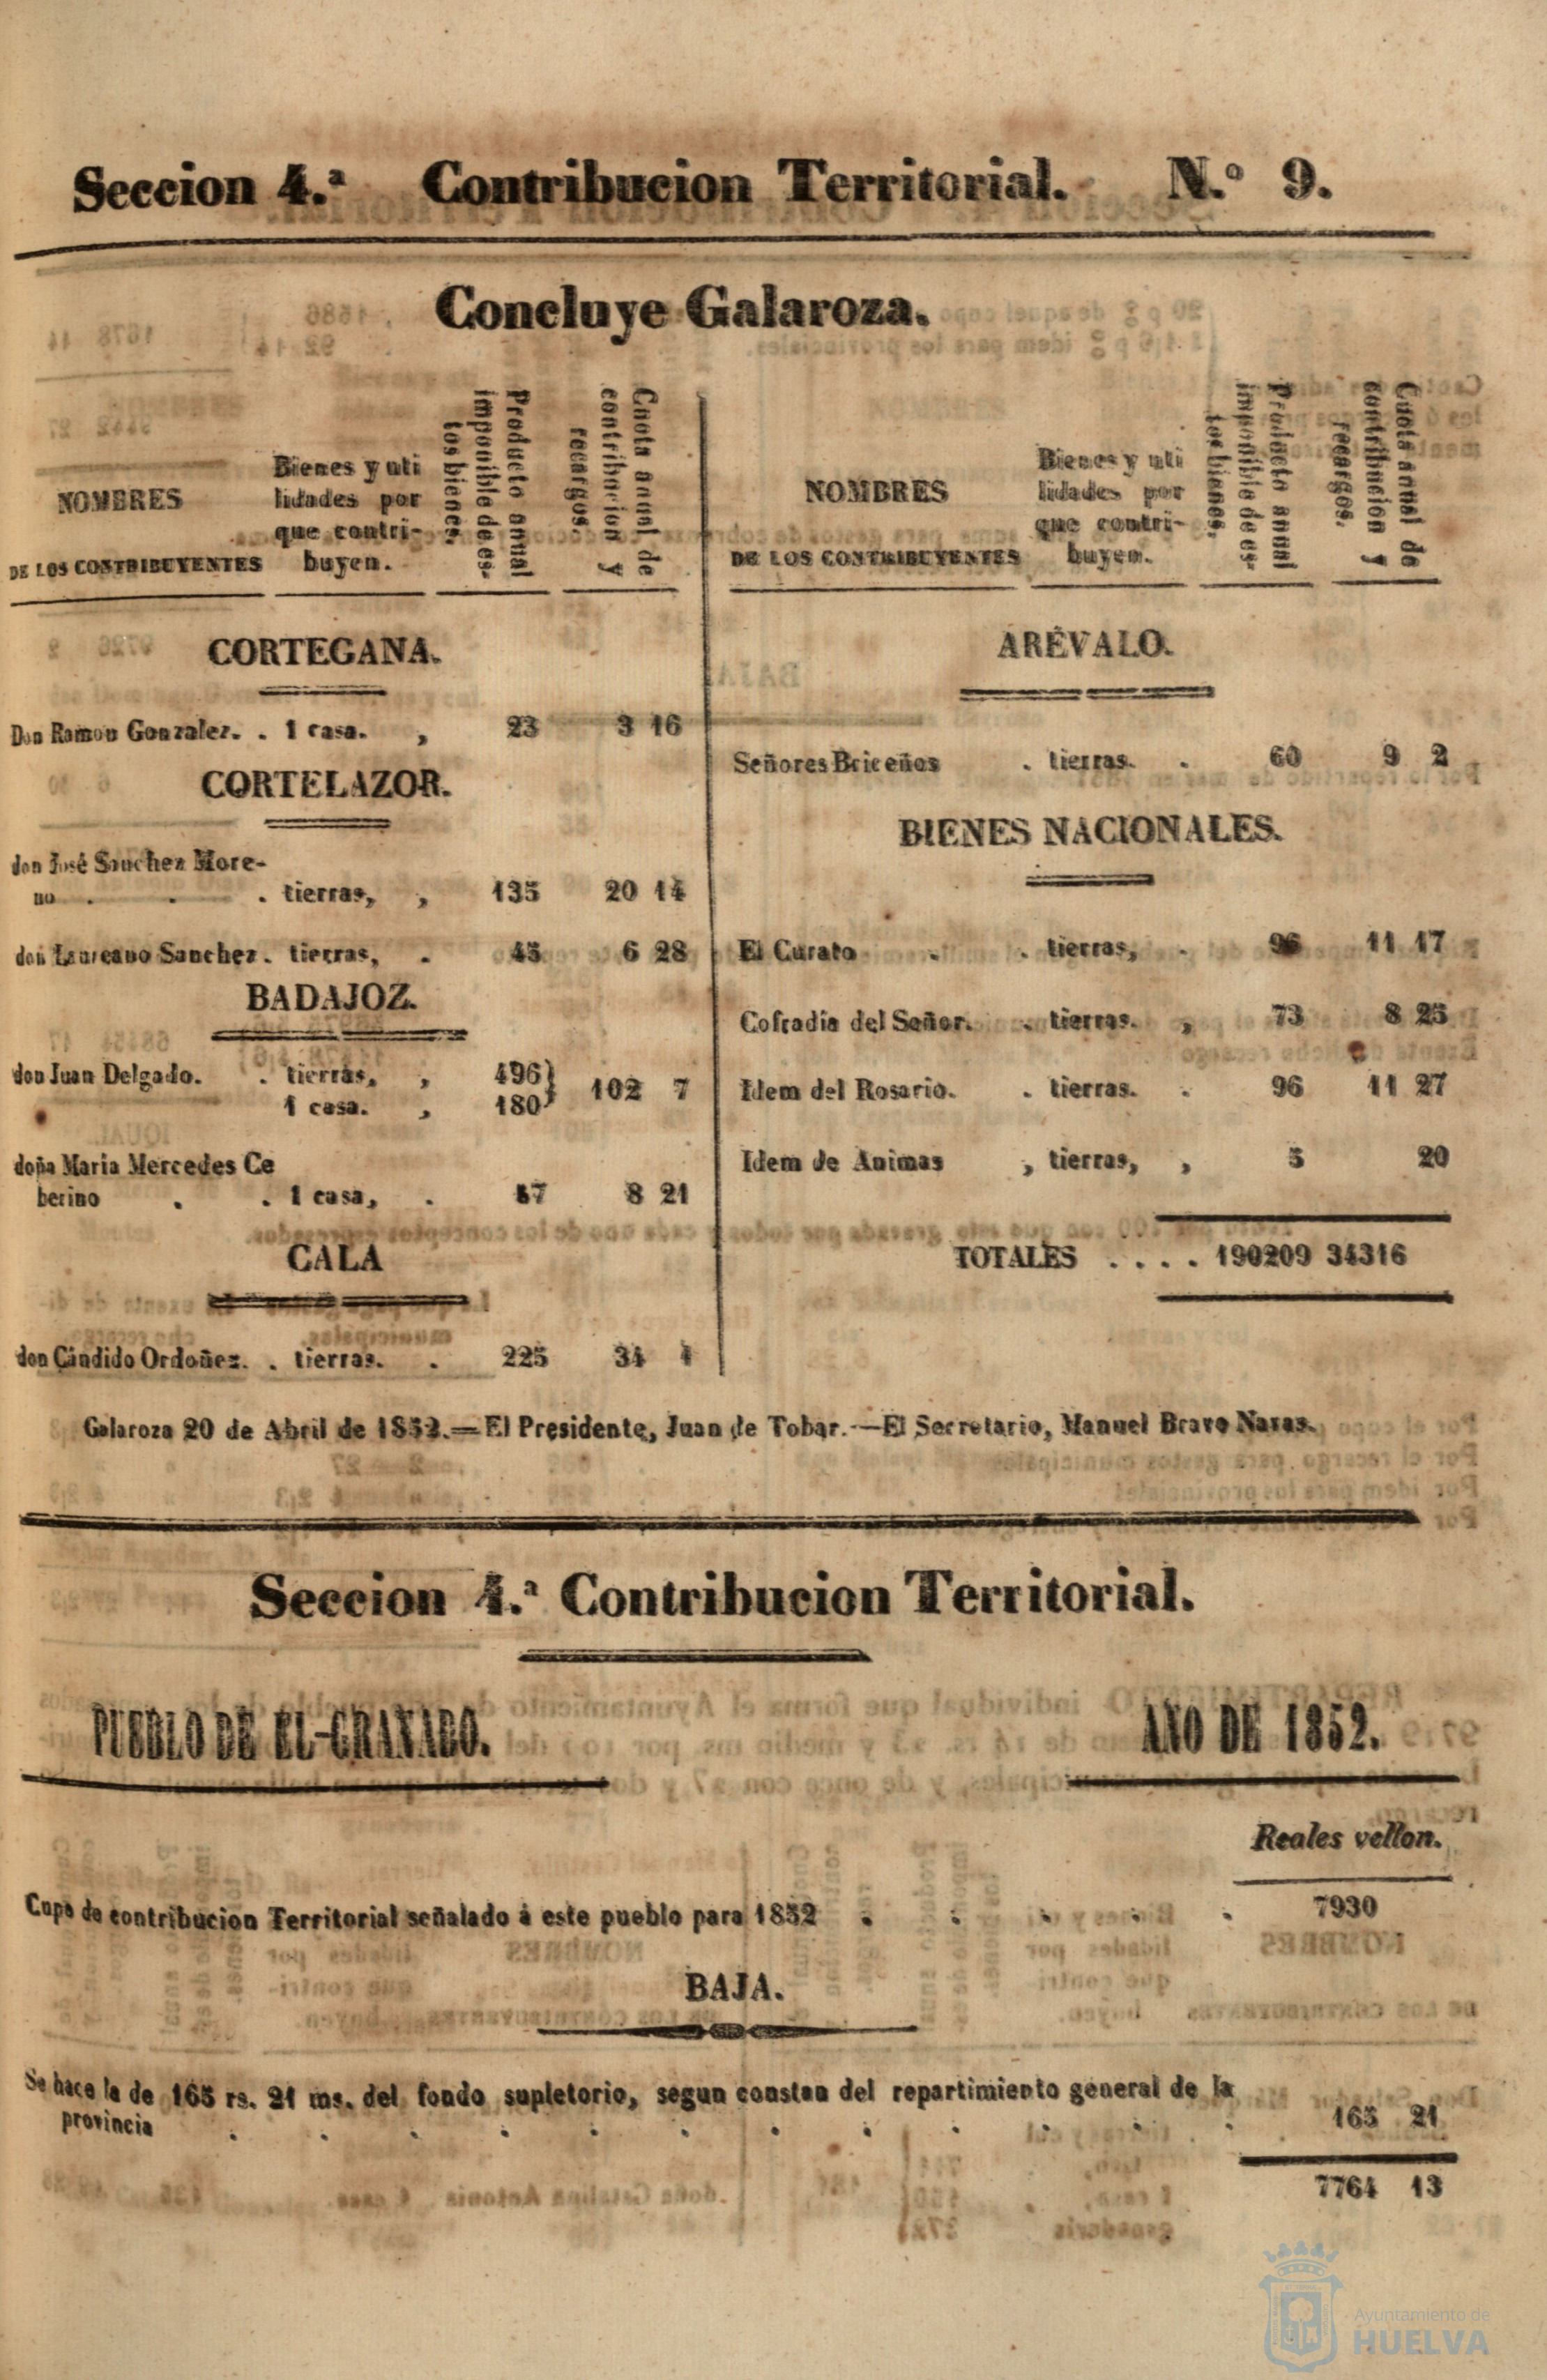 Seccion 4.ª Contribucion Territorial. N.º 9.
Concluye Galaroza.
NOMBRES
DE LOS CONTRIBUYENTES
Bienes y uti
lidades por
que contri-
buyen.
Producto anual
imponible de es-
tos bienes.
Cuota anual de
contribucion y
recargos.
CORTEGANA.
Don Ramon Gonzalez. . 1 casa. , 23 3 16
CORTELAZOR.
don José Sanchez More-
no . . . tierras, , 135 20 14
don Laureano Sanchez. tierras, . 45 6 28
BADAJOZ.
don Juan Delgado. . tierras, , 496} 102 7
1 casa. , 180}
doña Maria Mercedes Ce
berino . . 1 casa, . 57 8 21
CALA
don Cándido Ordoñez. . tierras. . 225 34 4
NOMBRES
DE LOS CONTRIBUYENTES
Bienes y uti
lidades por
que contri-
buyen.
Producto anual
imponible de es-
tos bienes.
Cuota anual de
contribucion y
recargos.
ARÉVALO.
Señores Briceños . tierras. . 60 9 2
BIENES NACIONALES.
El Curato . . tierras, . 96 11 17
Cofradia del Señor. . tierras. , 73 8 25
Idem del Rosario. . tierras. . 96 11 27
Idem de Animas , tierras, , 5 20
TOTALES . . . . 190209 34316
Galaroza 20 de Abril de 1852.=El Presidente, Juan de Tobar.—El Secretario, Manuel Bravo Navas.
Seccion 4.ª Contribucion Territorial.
PUEBLO DE EL-GRANADO. AÑO DE 1852.
Reales vellon.
Cupo de contribucion Territorial señalado á este pueblo para 1852 . . . . . 7930
BAJA.
Se hace la de 165 rs. 21 ms. del fondo supletorio, segun constan del repartimiento general de la
provincia . . . . . . . . . . . . 165 21
7764 13
Ayuntamiento de
HUELVA